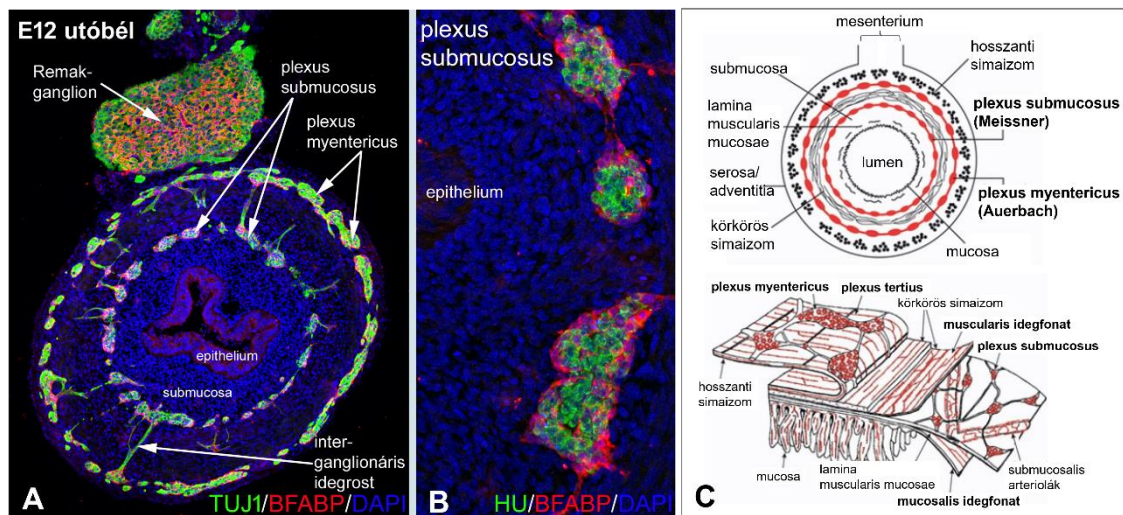 E12 utóbél
Remak-
ganglion
plexus
submucosus
plexus
myentericus
epithelium
submucosa
inter-
ganglionáris
idegrost
A
TUJ1/BFABP/DAPI
plexus
submucosus
epithelium
B
HU/BFABP/DAPI
mesenterium
hosszanti
simaizom
submucosa
plexus submucosus
(Meissner)
lamina
muscularis
mucosae
lumen
serosa/
adventitia
plexus myentericus
(Auerbach)
körkörös
simaizom
mucosa
plexus myentericus
plexus tertius
körkörös simaizom
muscularis idegfonat
plexus submucosus
hosszanti
simaizom
mucosa
lamina
muscularis mucosae
mucosalis idegfonat
submucosalis
arteriolák
C